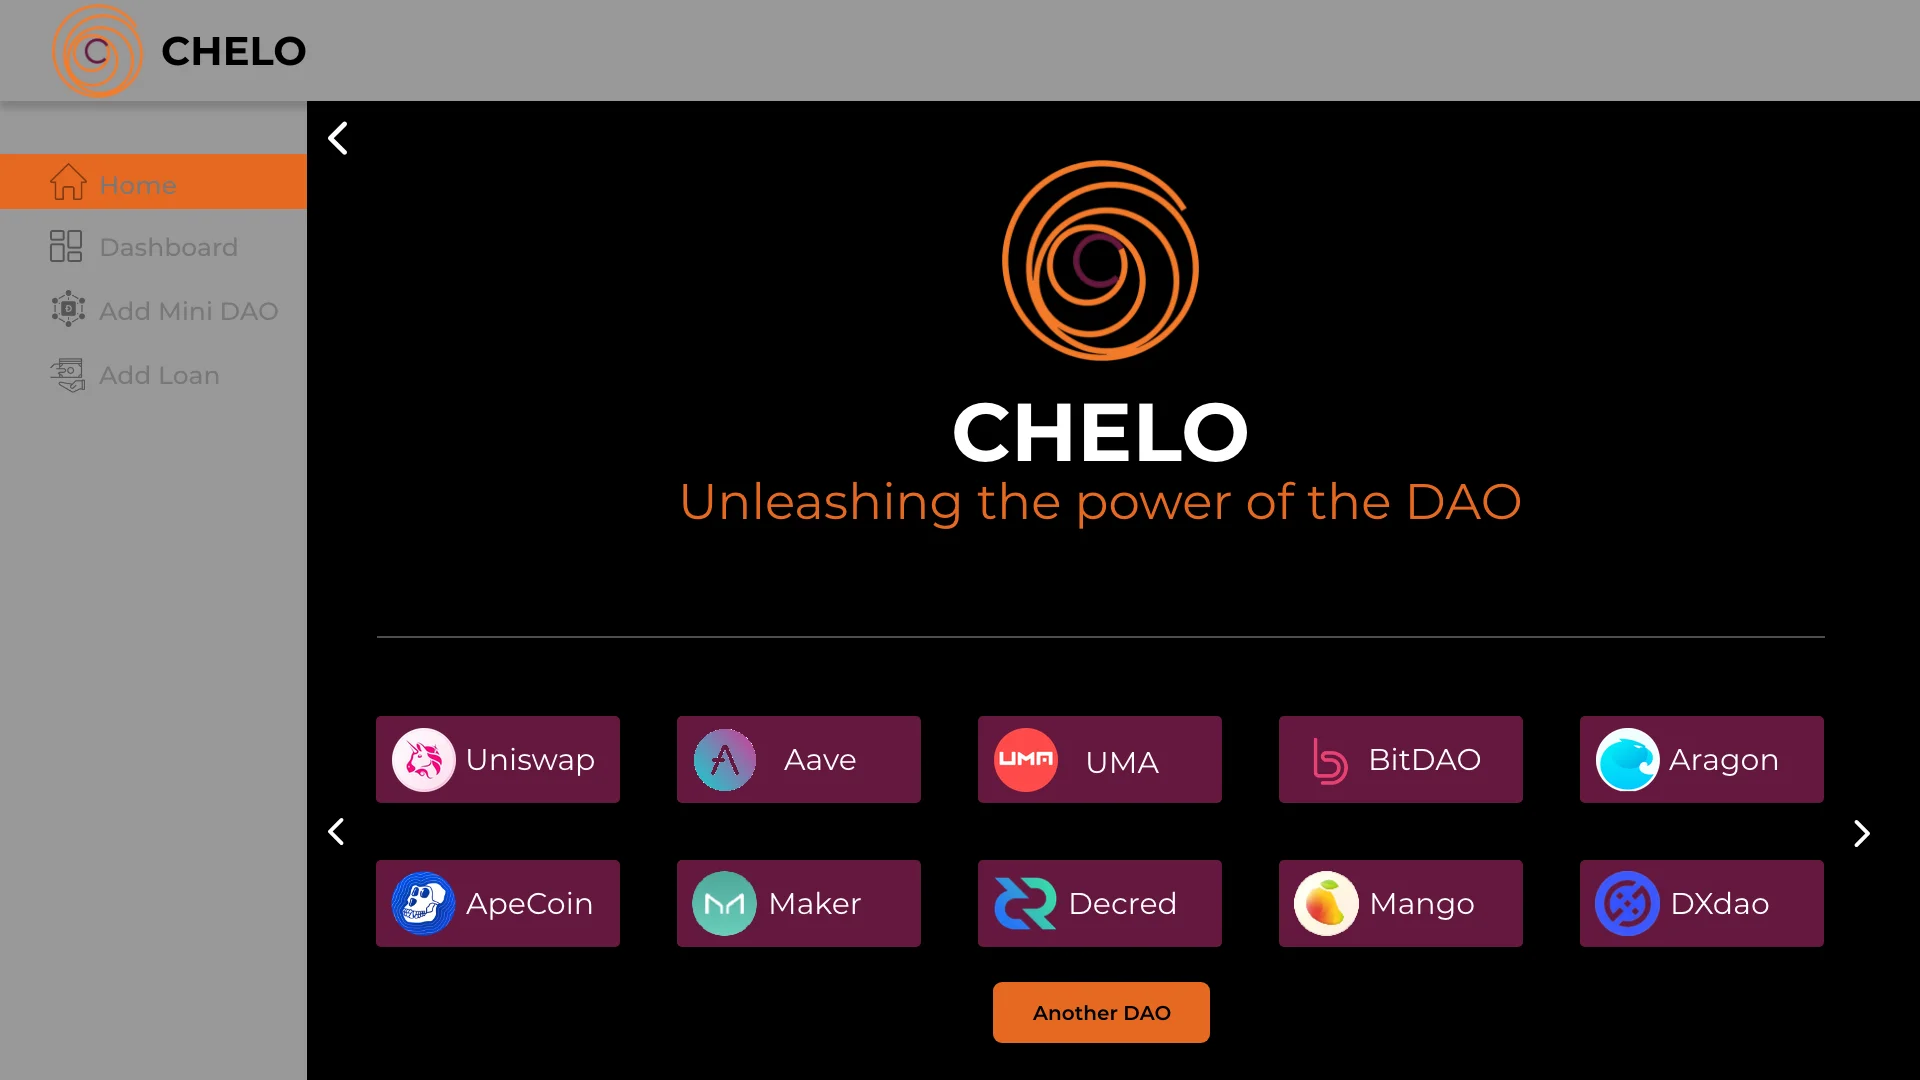 CHELO
Home
Dashboard
Add Mini DAO
Add Loan
CHELO
Unleashing the power of the DAO
Uniswap
Aave
UMA
UMA
BitDAO
Aragon
ApeCoin
Maker
Decred
Mango
DXdao
Another DAO